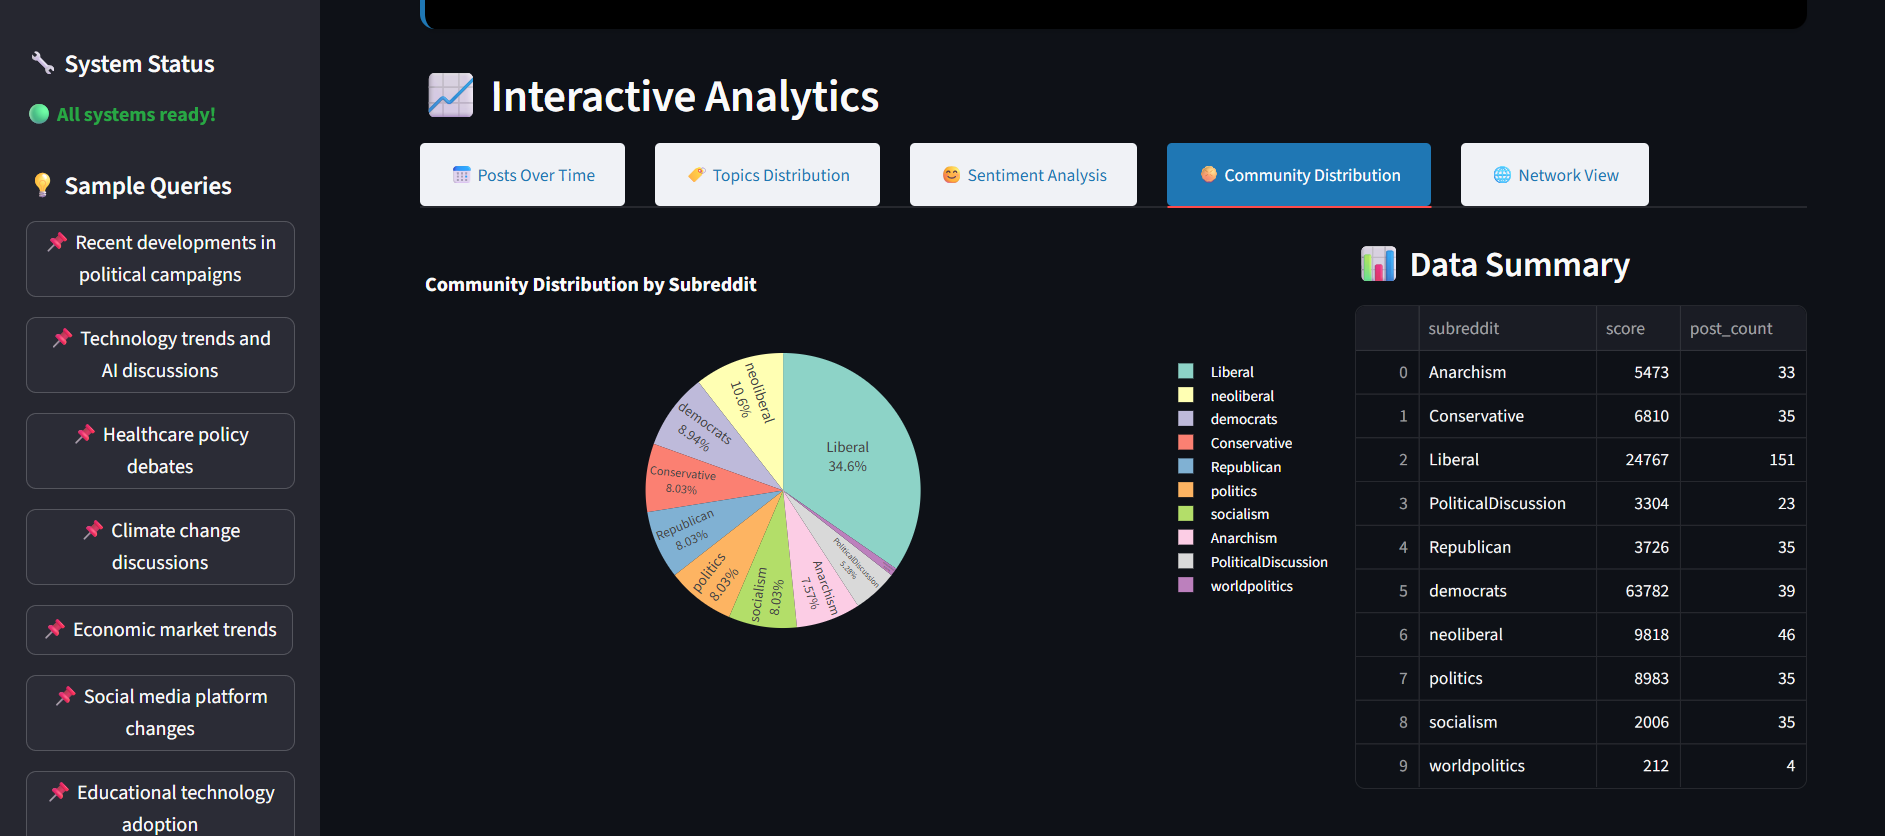 System Status
All systems ready!
Sample Queries
Recent developments in
political campaigns
Technology trends and
AI discussions
Healthcare policy
debates
Climate change
discussions
Economic market trends
Social media platform
changes
Educational technology
adoption
Interactive Analytics
Posts Over Time
Topics Distribution
Sentiment Analysis
Community Distribution
Network View
Community Distribution by Subreddit
Liberal
34.6%
neoliberal
10.6%
democrats
8.94%
Conservative
8.03%
Republican
8.03%
politics
8.03%
socialism
8.03%
Anarchism
7.57%
PoliticalDiscussion
5.28%
Liberal
neoliberal
democrats
Conservative
Republican
politics
socialism
Anarchism
PoliticalDiscussion
worldpolitics
Data Summary
subreddit score post_count
0 Anarchism 5473 33
1 Conservative 6810 35
2 Liberal 24767 151
3 PoliticalDiscussion 3304 23
4 Republican 3726 35
5 democrats 63782 39
6 neoliberal 9818 46
7 politics 8983 35
8 socialism 2006 35
9 worldpolitics 212 4